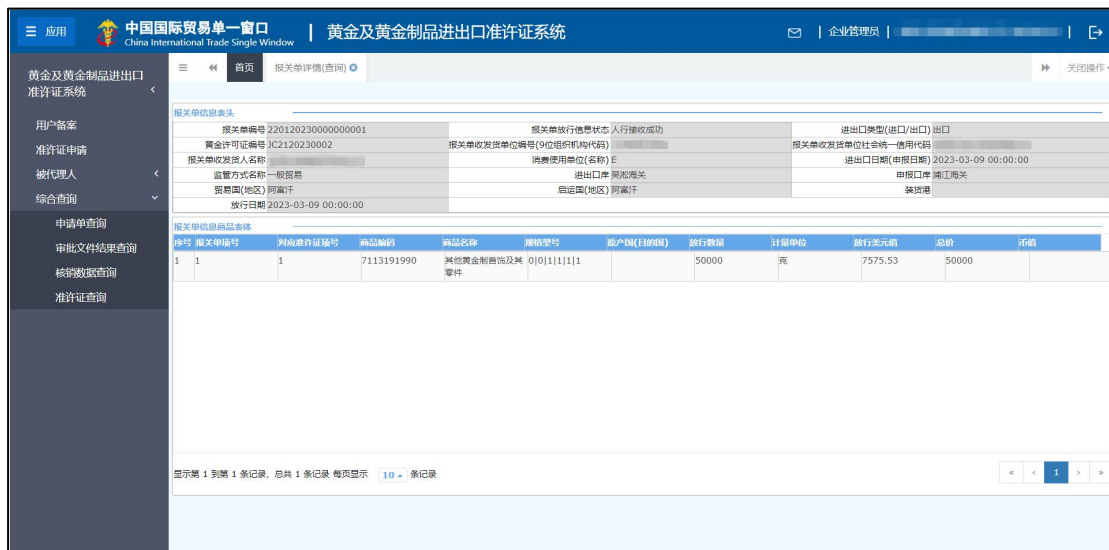 应用 中国国际贸易单一窗口 | 黄金及黄金制品进出口准许证系统 | 企业管理员 |
China International Trade Single Window
黄金及黄金制品进出口准许证系统
首页 报关单详情(查询) 关闭操作
用户备案
准许证申请
被代理人
综合查询
申请单查询
审批文件结果查询
核销数据查询
准许证查询
报关单信息表头
报关单编号 220120230000000001 报关单放行信息状态 人行接收成功 进出口类型(进口/出口) 出口
黄金许可证编号 JC2120230002 报关单收发货单位编号(9位组织机构代码) 报关单收发货单位社会统一信用代码
报关单收发货人名称 消费使用单位(名称) E 进出口日期(申报日期) 2023-03-09 00:00:00
监管方式名称 一般贸易 进出口岸 吴淞海关 申报口岸 浦江海关
贸易国(地区) 阿富汗 启运国(地区) 阿富汗 装货港
放行日期 2023-03-09 00:00:00
报关单信息商品表体
序号 报关单项号 对应准许证项号 商品编码 商品名称 规格型号 原产国(目的国) 放行数量 计量单位 放行美元值 总价 币值
1 1 1 7113191990 其他黄金制首饰及其零件 0|0|1|1|1|1 50000 克 7575.53 50000
显示第 1 到第 1 条记录，总共 1 条记录 每页显示 10 条记录
« ‹ 1 › »